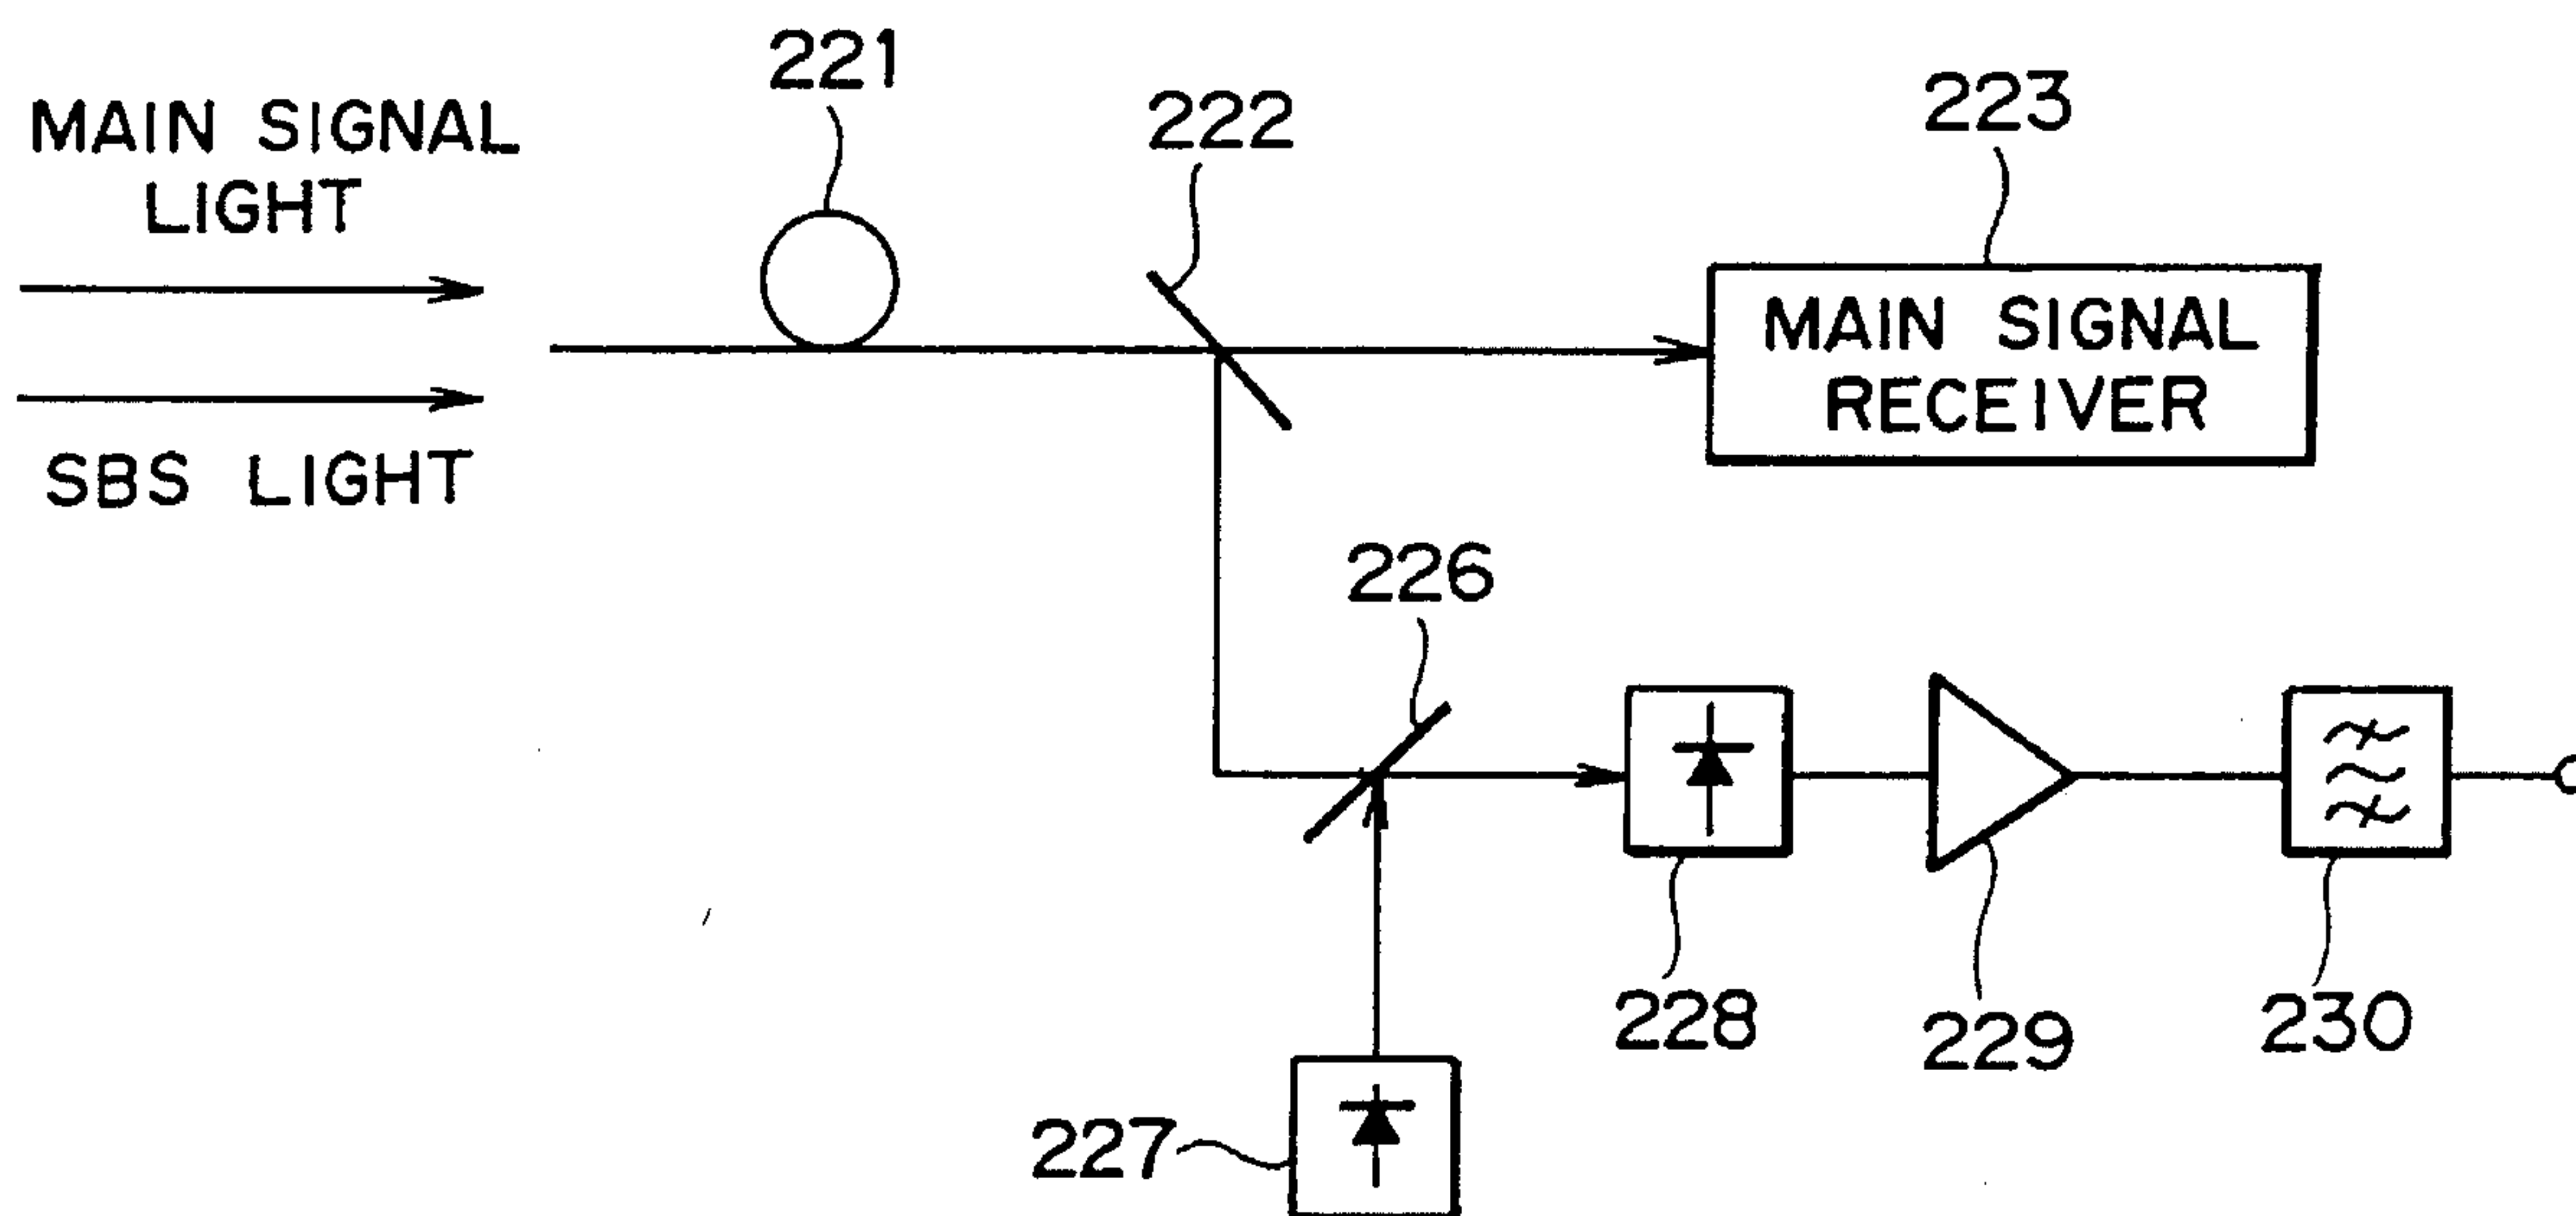 221
MAIN SIGNAL
LIGHT
222
223
MAIN SIGNAL
RECEIVER
SBS LIGHT
226
228
229
230
227